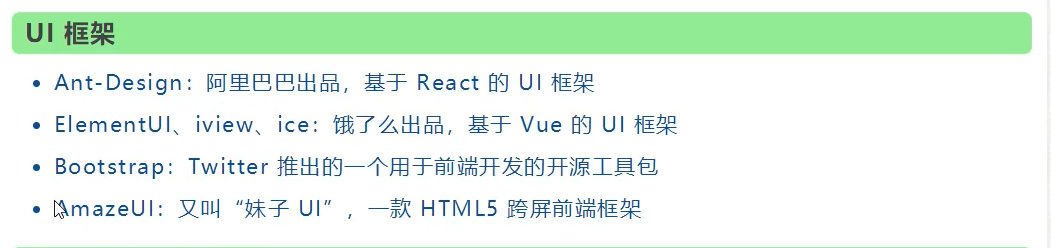 UI 框架
• Ant-Design：阿里巴巴出品，基于 React 的 UI 框架
• ElementUI、iview、ice：饿了么出品，基于 Vue 的 UI 框架
• Bootstrap：Twitter 推出的一个用于前端开发的开源工具包
• AmazeUI：又叫“妹子 UI”，一款 HTML5 跨屏前端框架